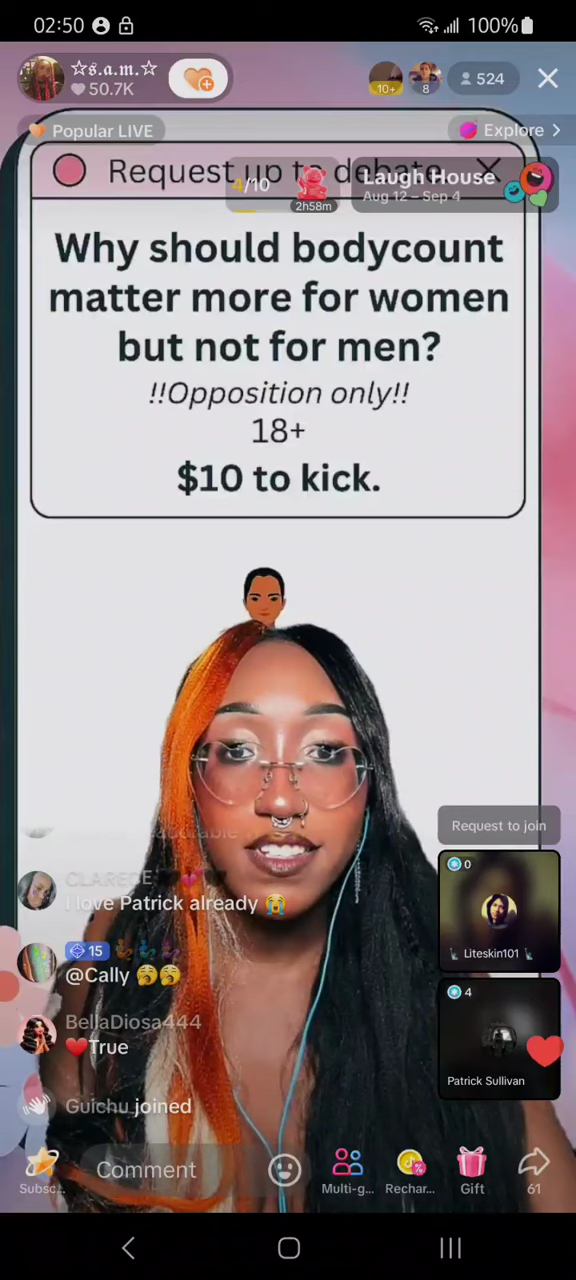 02:50
100%
☆𝔰.𝔞.𝔪.☆
50.7K
10+
8
524
Popular LIVE
Explore >
Request up to debate
/10
2h58m
Laugh House
Aug 12 – Sep 4
Why should bodycount
matter more for women
but not for men?
!!Opposition only!!
18+
$10 to kick.
Request to join
0
Liteskin101
4
Patrick Sullivan
CLARECE
I love Patrick already 😭
15
@Cally 🥱🥱
BellaDiosa444
❤️True
Guichu joined
Subsc...
Comment
Multi-g...
Rechar...
Gift
61